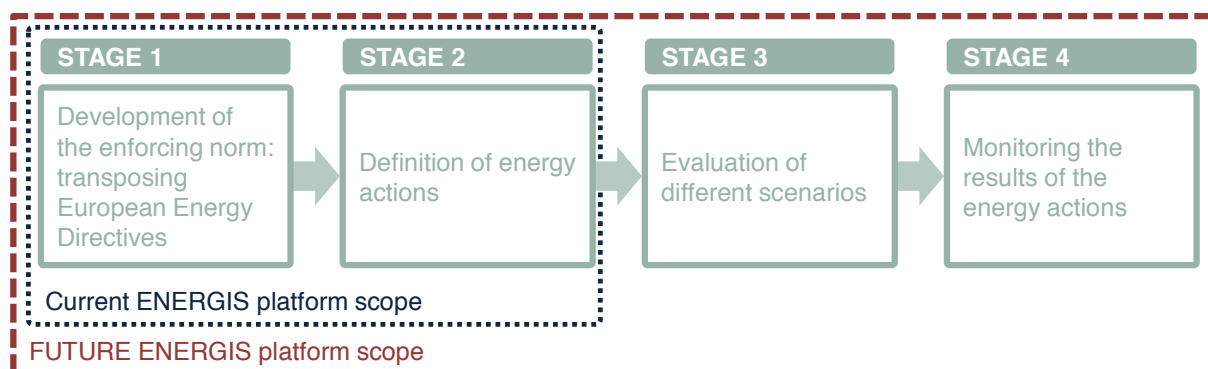 STAGE 1
Development of
the enforcing norm:
transposing
European Energy
Directives
STAGE 2
Definition of energy
actions
STAGE 3
Evaluation of
different scenarios
STAGE 4
Monitoring the
results of the
energy actions
Current ENERGIS platform scope
FUTURE ENERGIS platform scope